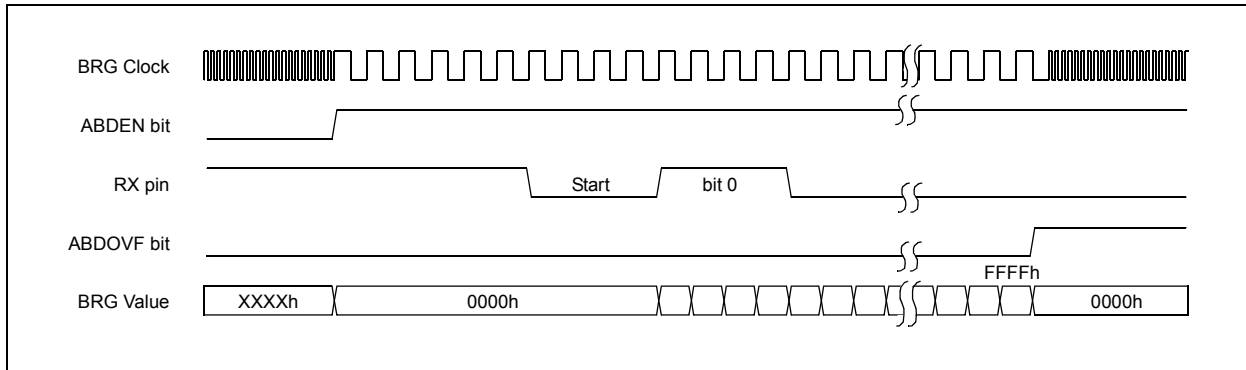 BRG Clock
ABDEN bit
RX pin
Start
bit 0
ABDOVF bit
FFFFh
BRG Value
XXXXh
0000h
0000h